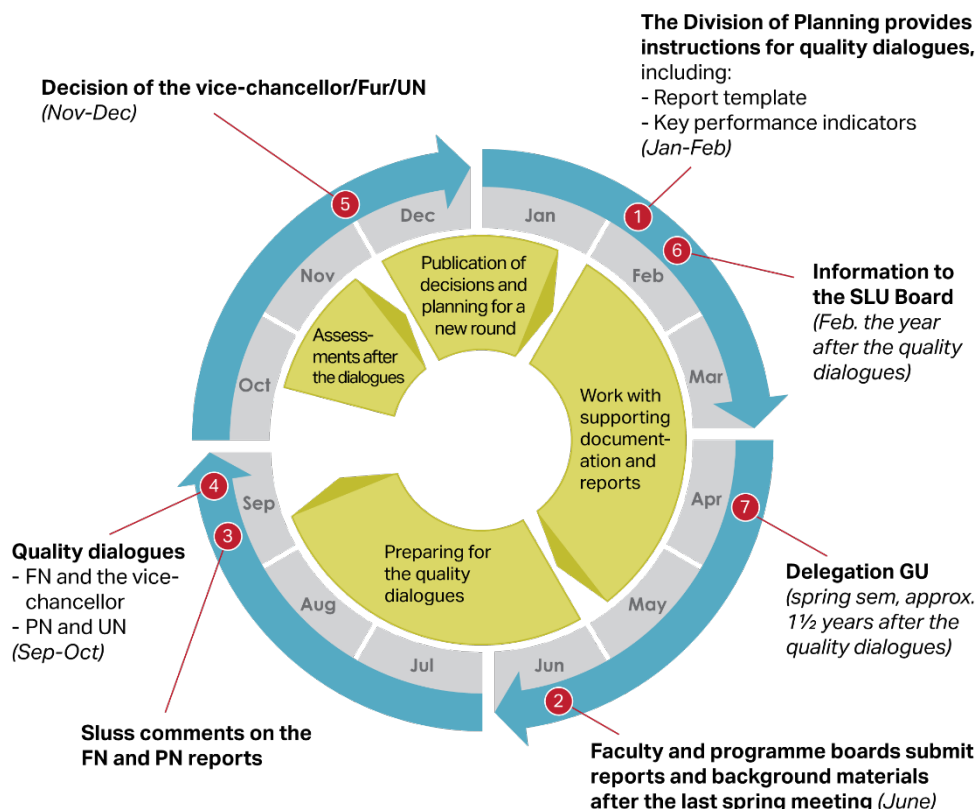 The Division of Planning provides
instructions for quality dialogues,
including:
- Report template
- Key performance indicators
(Jan-Feb)
Decision of the vice-chancellor/Fur/UN
(Nov-Dec)
5
Dec
Jan
1
6
Nov
Feb
Publication of
decisions and
planning for a
new round
Information to
the SLU Board
(Feb. the year
after the quality
dialogues)
Assess-
ments after
the dialogues
Oct
Mar
Work with
supporting
document-
ation and
reports
4
Sep
Apr
7
3
Quality dialogues
- FN and the vice-
chancellor
- PN and UN
(Sep-Oct)
Preparing for
the quality
dialogues
Delegation GU
(spring sem, approx.
1½ years after the
quality dialogues)
Aug
May
Jul
Jun
2
Sluss comments on the
FN and PN reports
Faculty and programme boards submit
reports and background materials
after the last spring meeting (June)